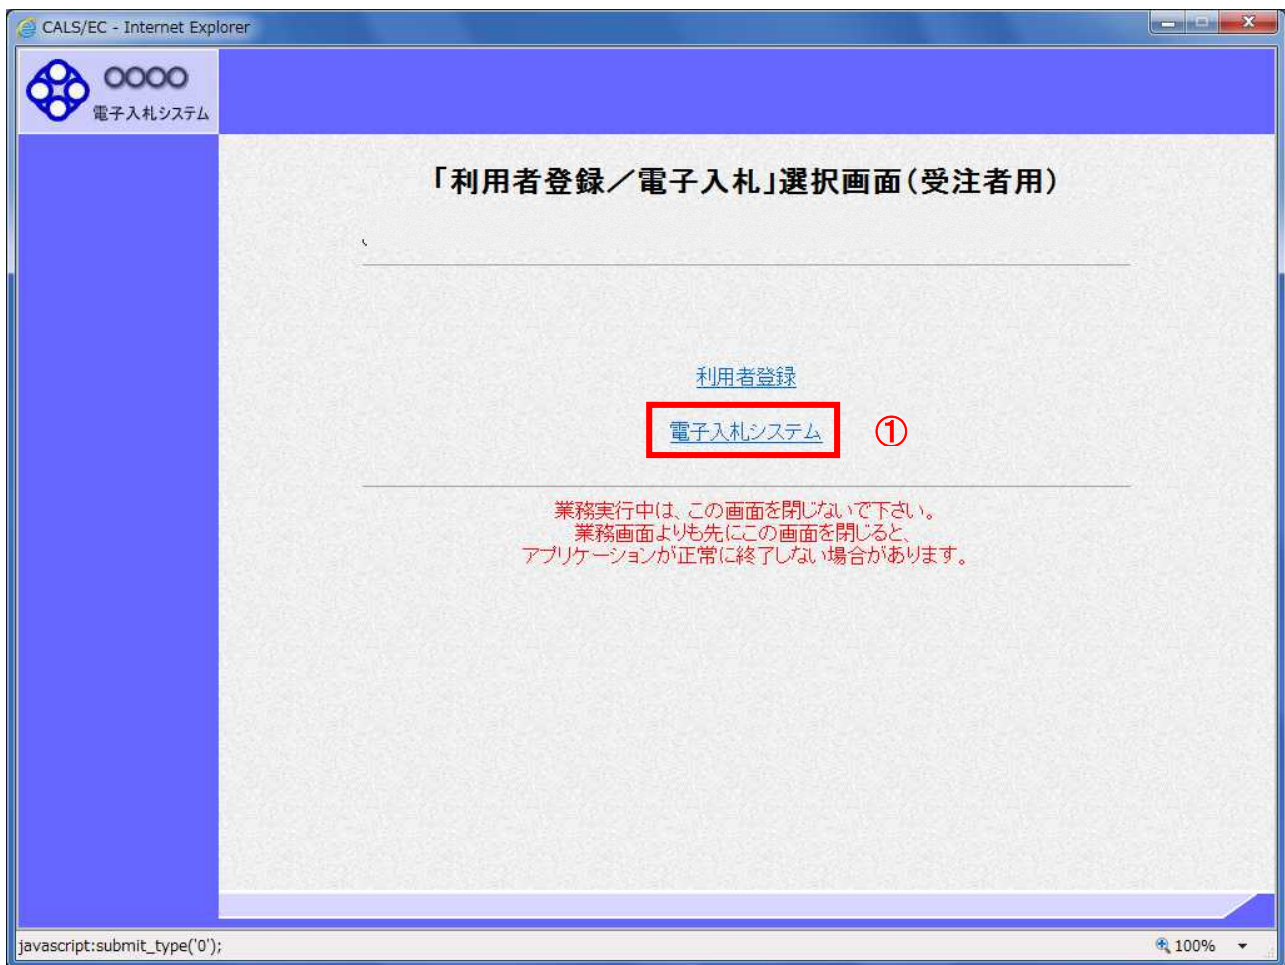 CALS/EC - Internet Explorer
○○○○
電子入札システム
「利用者登録／電子入札」選択画面(受注者用)
利用者登録
電子入札システム ①
業務実行中は、この画面を閉じないで下さい。
業務画面よりも先にこの画面を閉じると、
アプリケーションが正常に終了しない場合があります。
javascript:submit_type('0');
100%